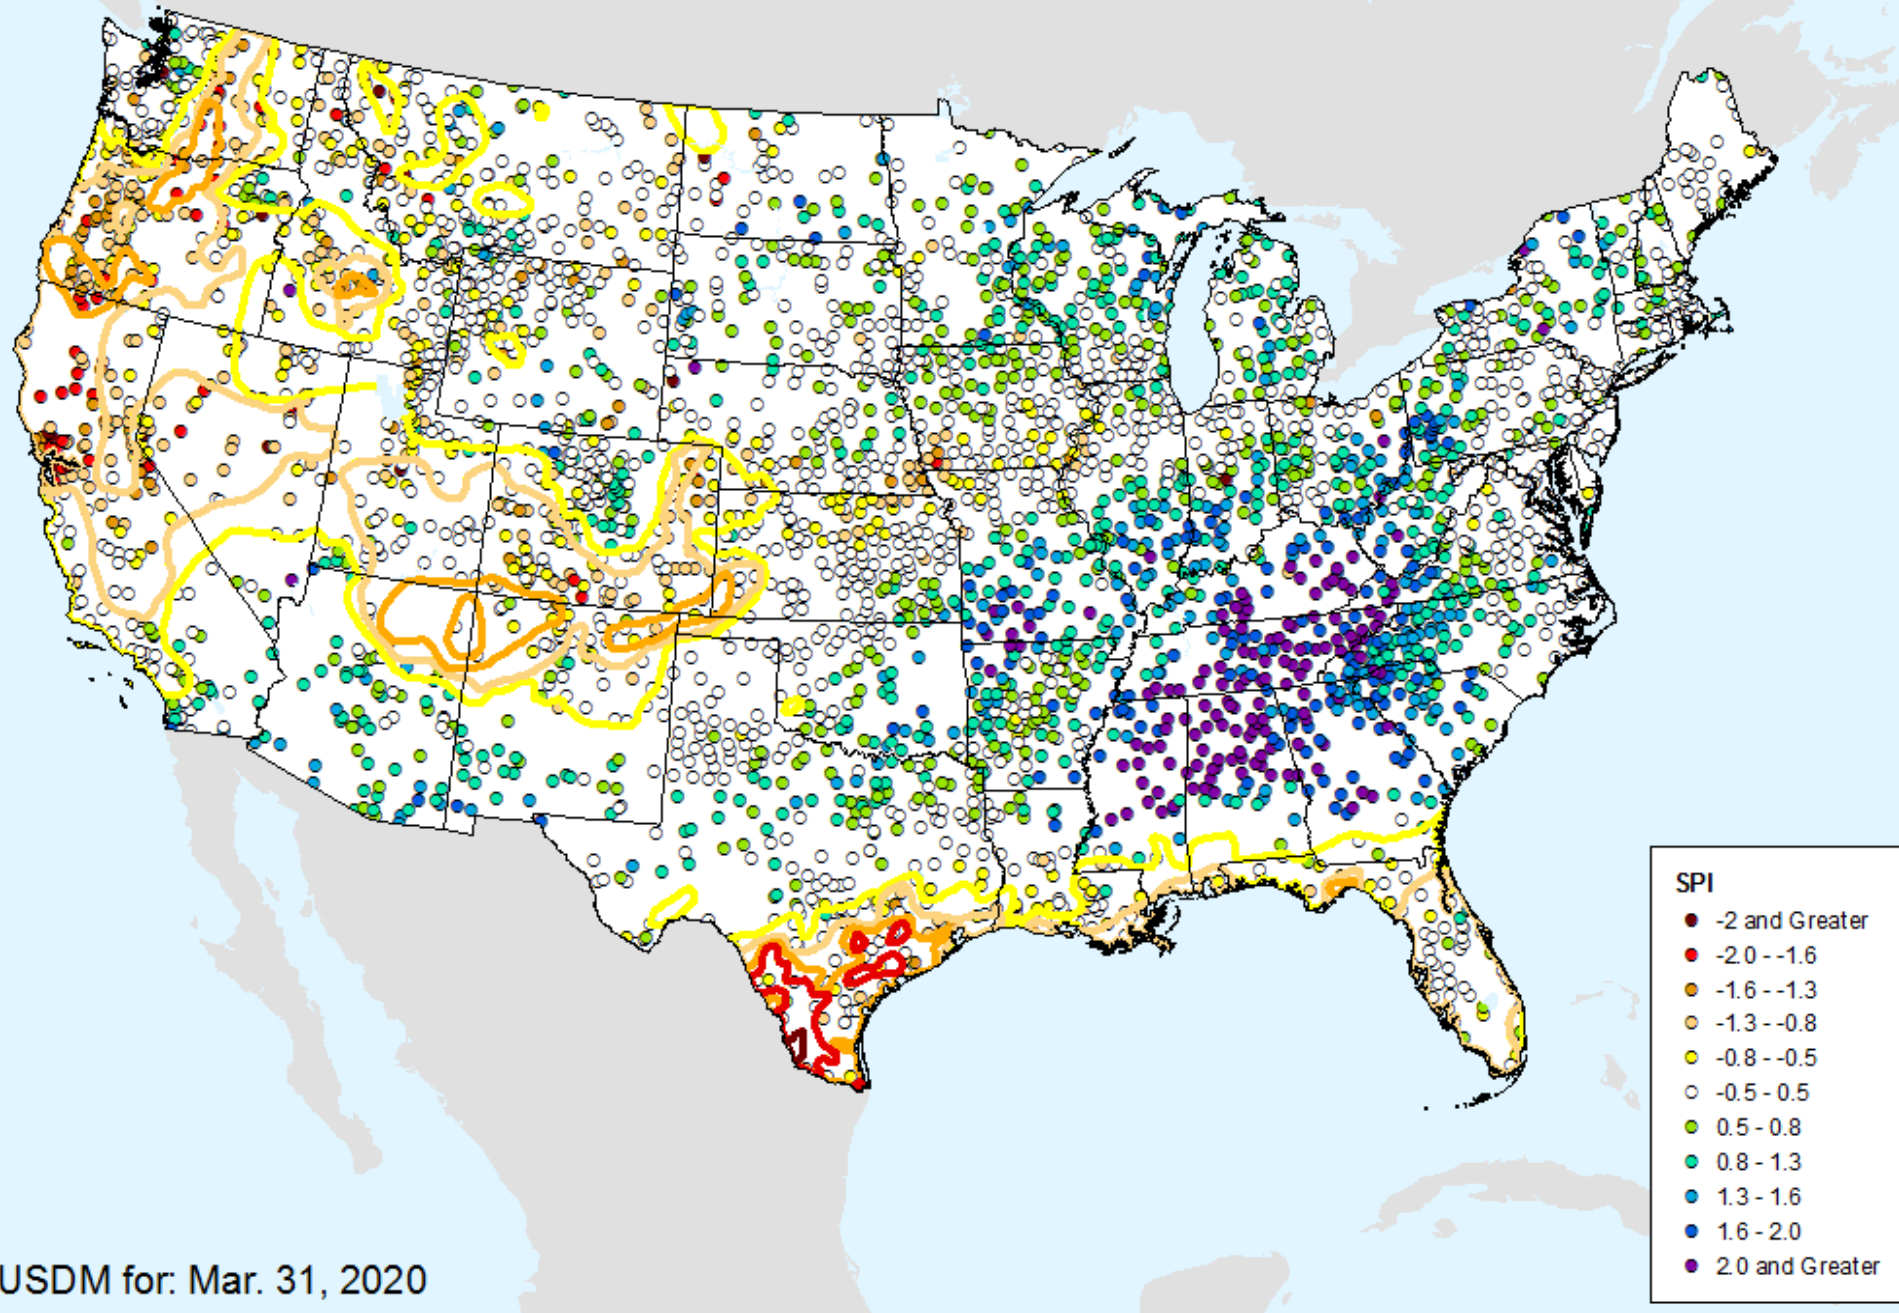 SPI
-2 and Greater
-2.0 - -1.6
-1.6 - -1.3
-1.3 - -0.8
-0.8 - -0.5
-0.5 - 0.5
0.5 - 0.8
0.8 - 1.3
1.3 - 1.6
1.6 - 2.0
2.0 and Greater
USDM for: Mar. 31, 2020